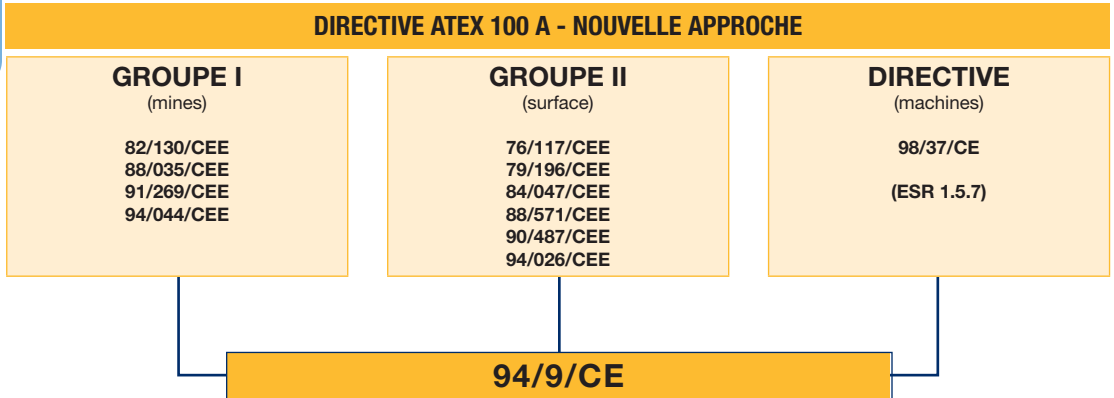 DIRECTIVE ATEX 100 A - NOUVELLE APPROCHE
GROUPE I
(mines)
82/130/CEE
88/035/CEE
91/269/CEE
94/044/CEE
GROUPE II
(surface)
76/117/CEE
79/196/CEE
84/047/CEE
88/571/CEE
90/487/CEE
94/026/CEE
DIRECTIVE
(machines)
98/37/CE
(ESR 1.5.7)
94/9/CE